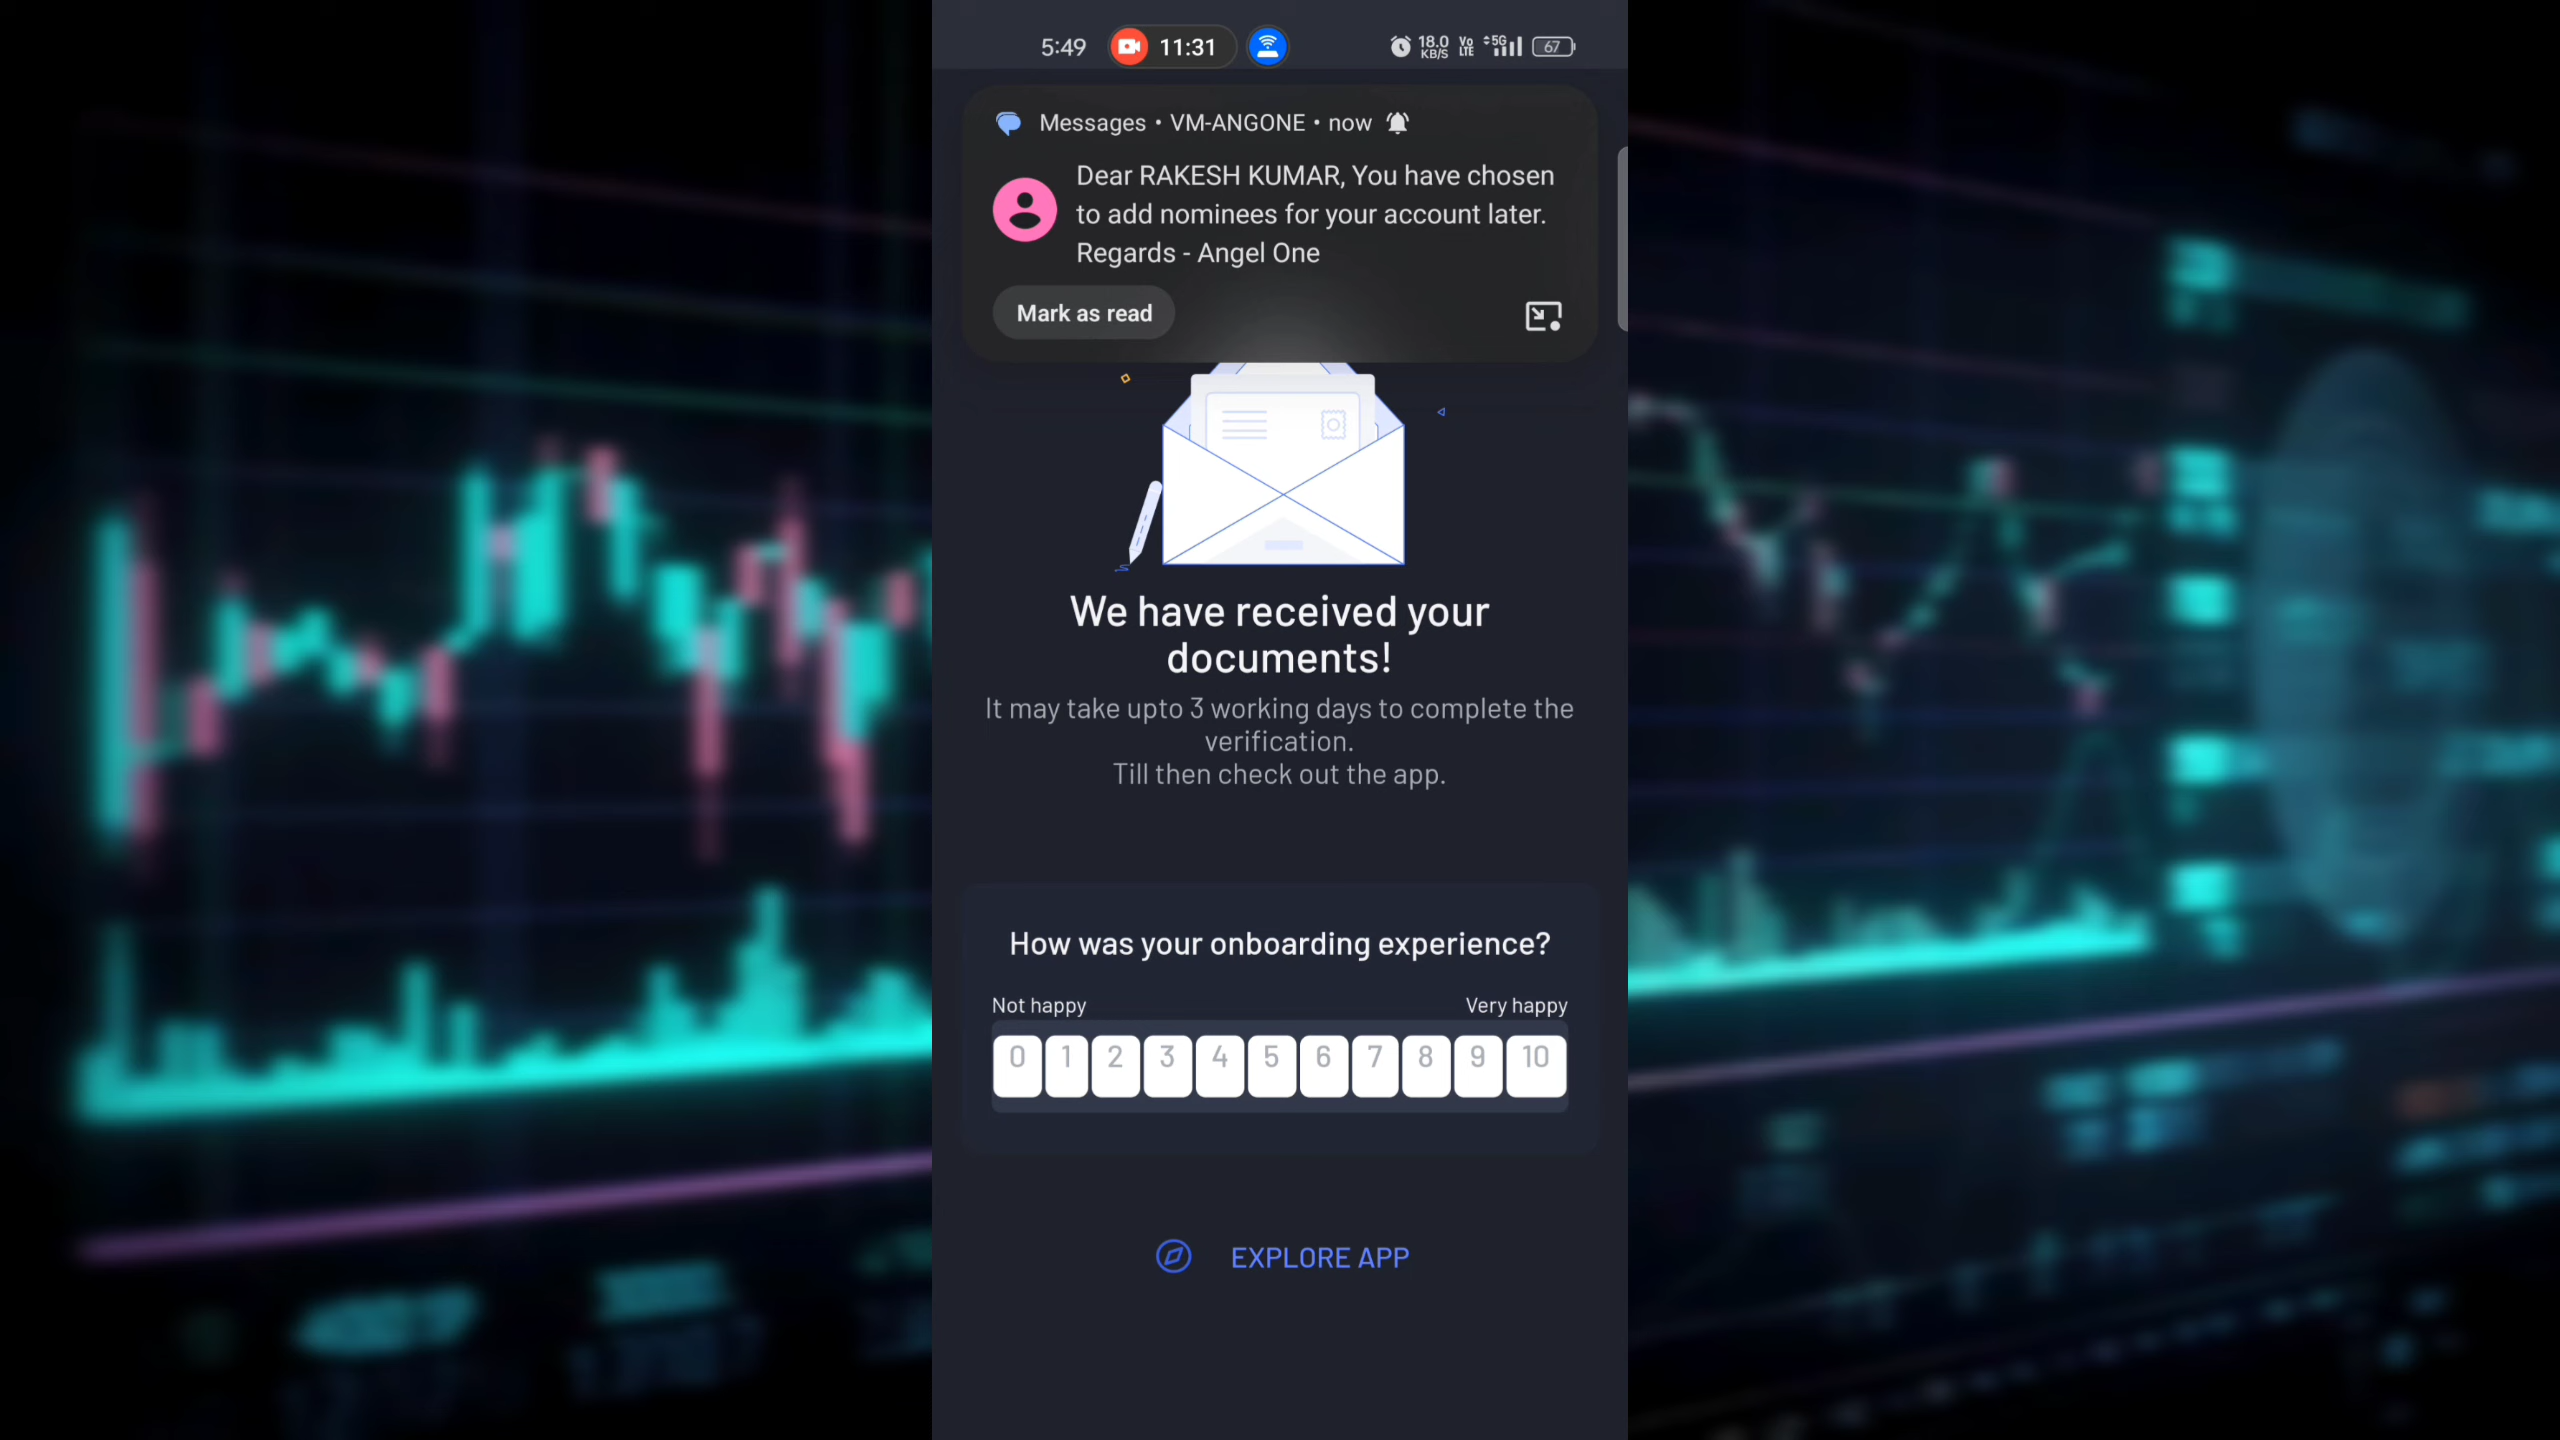 5:49 11:31 18.0 KB/S Vo LTE 5G 67
Messages • VM-ANGONE • now
Dear RAKESH KUMAR, You have chosen
to add nominees for your account later.
Regards - Angel One
Mark as read
We have received your
documents!
It may take upto 3 working days to complete the
verification.
Till then check out the app.
How was your onboarding experience?
Not happy Very happy
0 1 2 3 4 5 6 7 8 9 10
EXPLORE APP